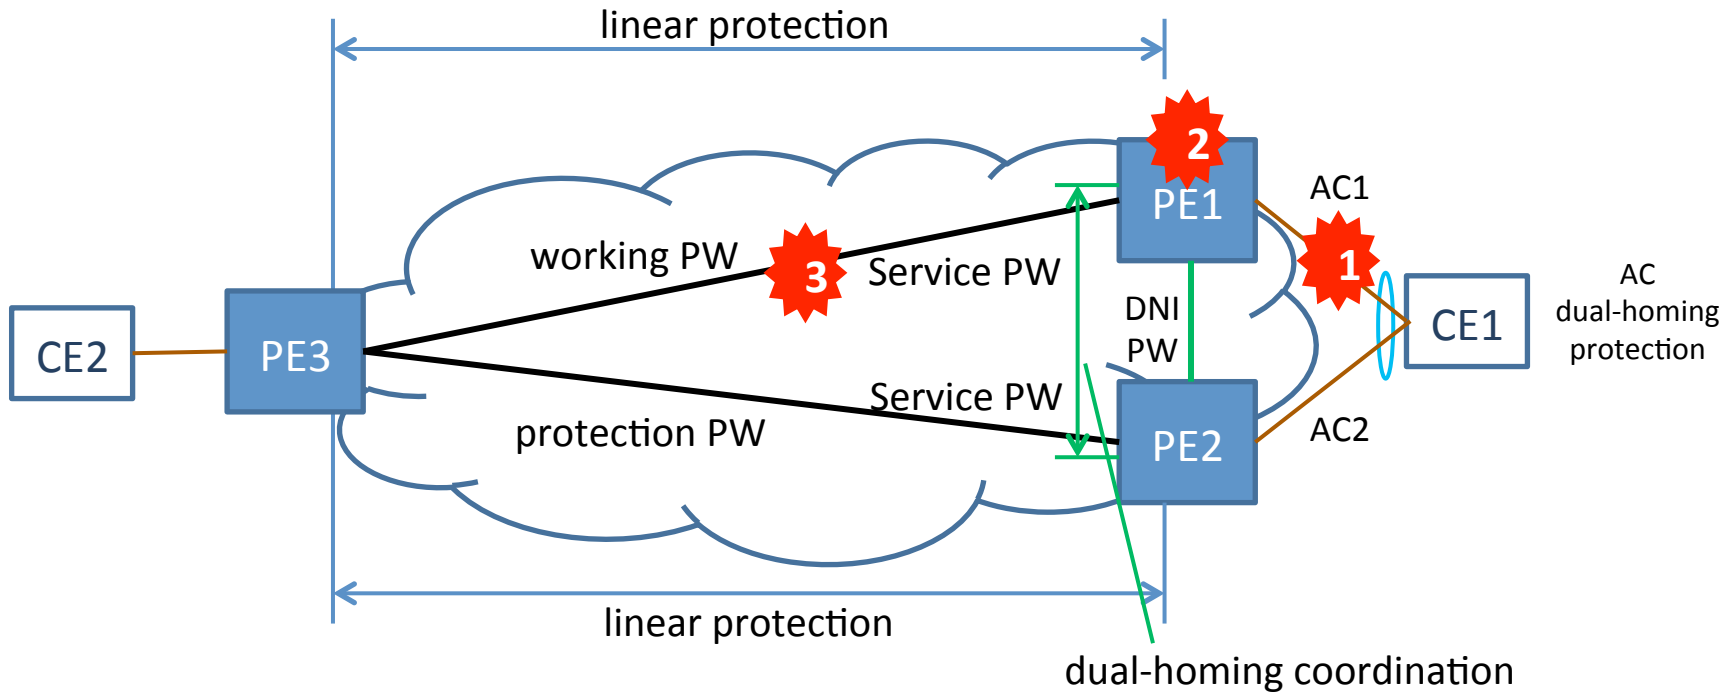 linear protection
2
PE1
AC1
working PW
3
Service PW
1
DNI
PW
CE2
PE3
CE1
AC
dual-homing
protection
Service PW
protection PW
PE2
AC2
linear protection
dual-homing coordination